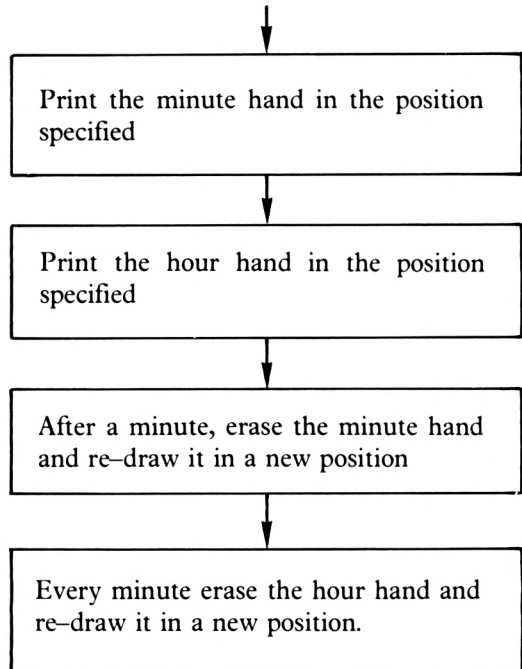 Print the minute hand in the position
specified
Print the hour hand in the position
specified
After a minute, erase the minute hand
and re–draw it in a new position
Every minute erase the hour hand and
re–draw it in a new position.